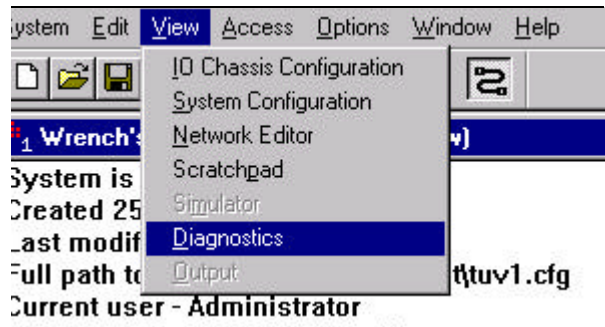 ystem Edit View Access Options Window Help
IO Chassis Configuration
System Configuration
Network Editor
Scratchpad
Simulator
Diagnostics
Output
1 Wrench's w)
System is
Created 25
Last modif
Full path to t\tuv1.cfg
Current user - Administrator